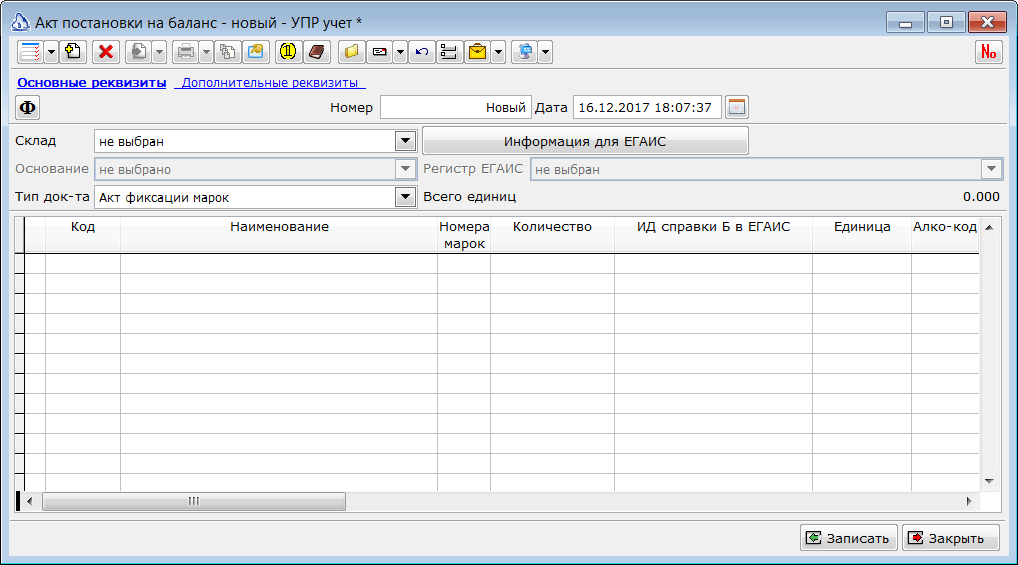 Акт постановки на баланс - новый - УПР учет *
№
Основные реквизиты Дополнительные реквизиты
Ф Номер Новый Дата 16.12.2017 18:07:37
Склад не выбран Информация для ЕГАИС
Основание не выбрано Регистр ЕГАИС не выбран
Тип док-та Акт фиксации марок Всего единиц 0.000
Код Наименование Номера марок Количество ИД справки Б в ЕГАИС Единица Алко-код
Записать Закрыть